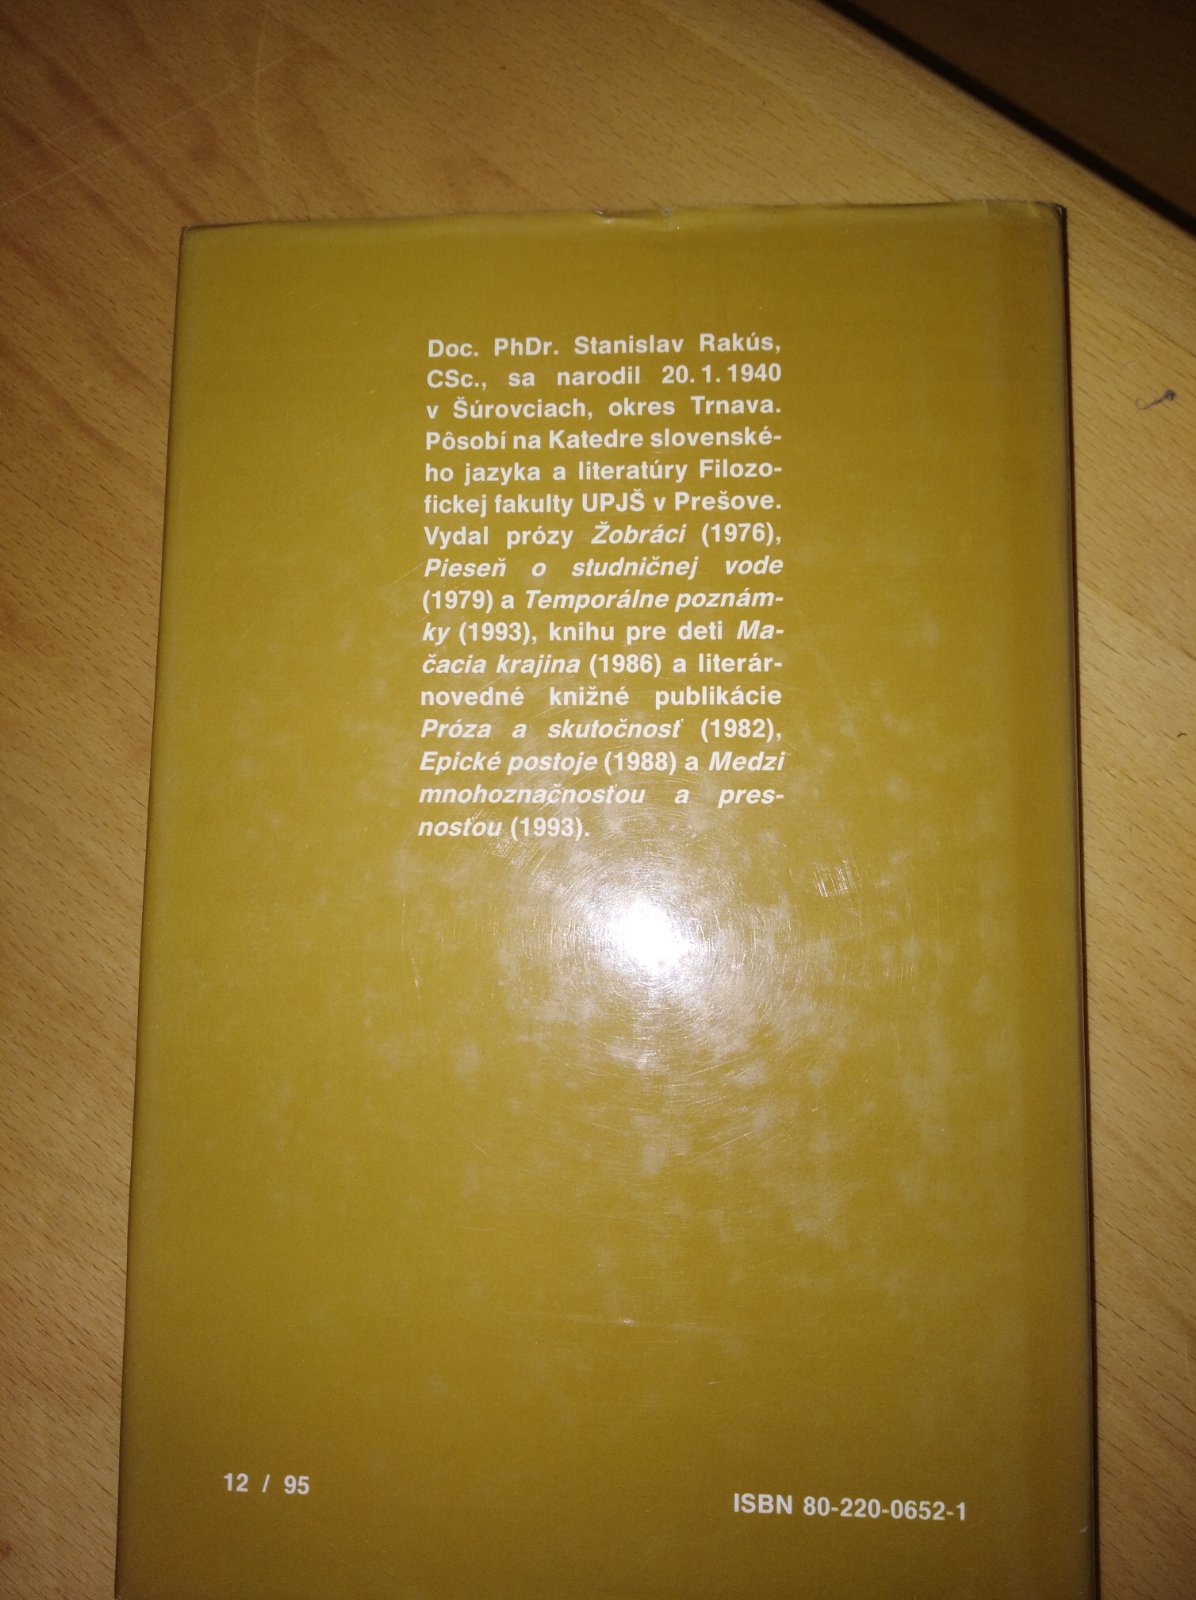 Doc. PhDr. Stanislav Rakús,
CSc., sa narodil 20. 1. 1940
v Šúrovciach, okres Trnava.
Pôsobí na Katedre slovenské-
ho jazyka a literatúry Filozo-
fickej fakulty UPJŠ v Prešove.
Vydal prózy Žobráci (1976),
Pieseň o studničnej vode
(1979) a Temporálne poznám-
ky (1993), knihu pre deti Ma-
čacia krajina (1986) a literár-
novedné knižné publikácie
Próza a skutočnosť (1982),
Epické postoje (1988) a Medzi
mnohoznačnosťou a pres-
nosťou (1993).
12 / 95
ISBN 80-220-0652-1